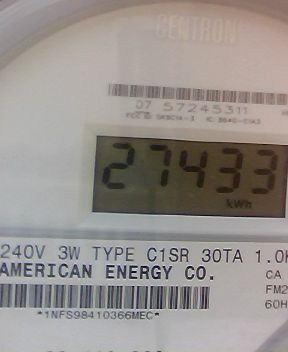 CENTRON
07 57245311
27433
kWh
240V 3W TYPE C1SR 30TA 1.0K
AMERICAN ENERGY CO.
CA
FM2
60H
*1NFS98410366MEC*